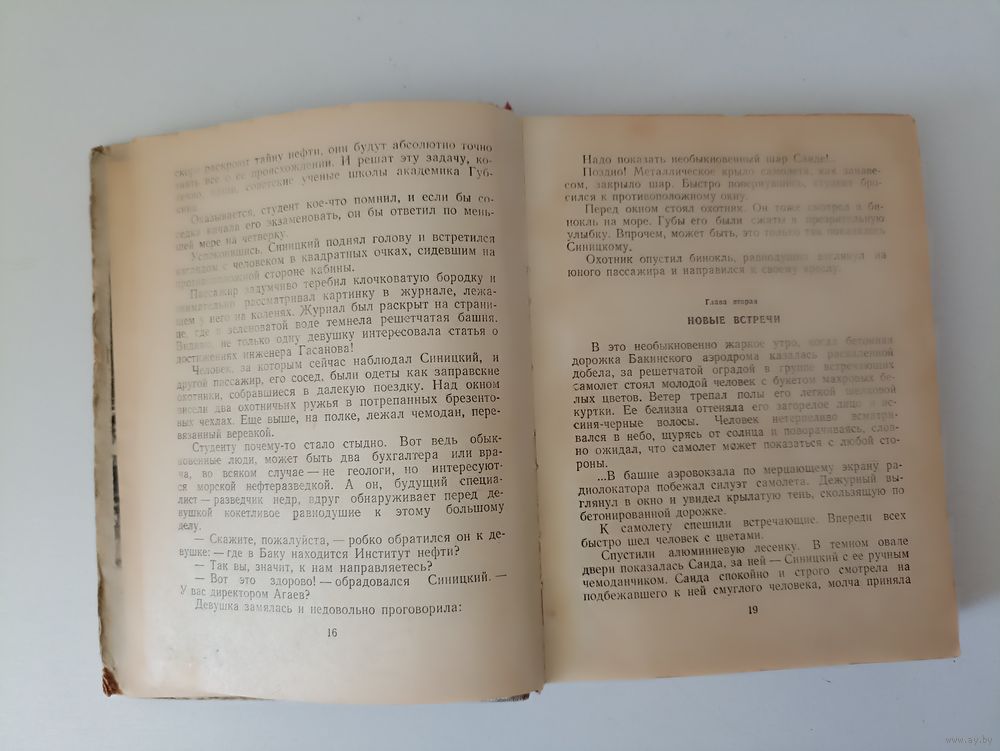 скоро раскроют тайну нефти, они будут абсолютно точно
знать все о ее происхождении. И решат эту задачу, ко-
нечно, наши, советские ученые школы академика Губ-
кина.
Оказывается, студент кое-что помнил, и если бы со-
седка начала его экзаменовать, он бы ответил по мень-
шей мере на четверку.
Успокоившись, Синицкий поднял голову и встретился
взглядом с человеком в квадратных очках, сидевшим на
противоположной стороне кабины.
Пассажир задумчиво теребил клочковатую бородку и
внимательно рассматривал картинку в журнале, лежа-
щем у него на коленях. Журнал был раскрыт на страни-
це, где в зеленоватой воде темнела решетчатая башня.
Видимо, не только одну девушку интересовала статья о
достижениях инженера Гасанова!
Человек, за которым сейчас наблюдал Синицкий, и
другой пассажир, его сосед, были одеты как заправские
охотники, собравшиеся в далекую поездку. Над окном
висели два охотничьих ружья в потрепанных брезенто-
вых чехлах. Еще выше, на полке, лежал чемодан, пере-
вязанный веревкой.
Студенту почему-то стало стыдно. Вот ведь обык-
новенные люди, может быть два бухгалтера или вра-
ча, во всяком случае — не геологи, но интересуют-
ся морской нефтеразведкой. А он, будущий специа-
лист — разведчик недр, вдруг обнаруживает перед де-
вушкой кокетливое равнодушие к этому большому
делу.
— Скажите, пожалуйста, — робко обратился он к де-
вушке: — где в Баку находится Институт нефти?
— Так вы, значит, к нам направляетесь?
— Вот это здорово! — обрадовался Синицкий. —
У вас директором Агаев?
Девушка замялась и недовольно проговорила:
16
Надо показать необыкновенный шар Саиде!
Поздно! Металлическое крыло самолета, как занаве-
сом, закрыло шар. Быстро повернувшись, студент бро-
сился к противоположному окну.
Перед окном стоял охотник. Он тоже смотрел в би-
нокль на море. Губы его были сжаты в презрительную
улыбку. Впрочем, может быть, это только так показалось
Синицкому.
Охотник опустил бинокль, равнодушно взглянул на
юного пассажира и направился к своему креслу.
Глава вторая
НОВЫЕ ВСТРЕЧИ
В это необыкновенно жаркое утро, когда бетонная
дорожка Бакинского аэродрома казалась раскаленной
добела, за решетчатой оградой в группе встречающих
самолет стоял молодой человек с букетом махровых бе-
лых цветов. Ветер трепал полы его легкой шелковой
куртки. Ее белизна оттеняла его загорелое лицо и ис-
синя-черные волосы. Человек нетерпеливо всматри-
вался в небо, щурясь от солнца и поворачиваясь, слов-
но ожидал, что самолет может показаться с любой сто-
роны.
...В башне аэровокзала по мерцающему экрану ра-
диолокатора побежал силуэт самолета. Дежурный вы-
глянул в окно и увидел крылатую тень, скользящую по
бетонированной дорожке.
К самолету спешили встречающие. Впереди всех
быстро шел человек с цветами.
Спустили алюминиевую лесенку. В темном овале
двери показалась Саида, за ней — Синицкий с ее ручным
чемоданчиком. Саида спокойно и строго смотрела на
подбежавшего к ней смуглого человека, молча приняла
19
www.ay.by